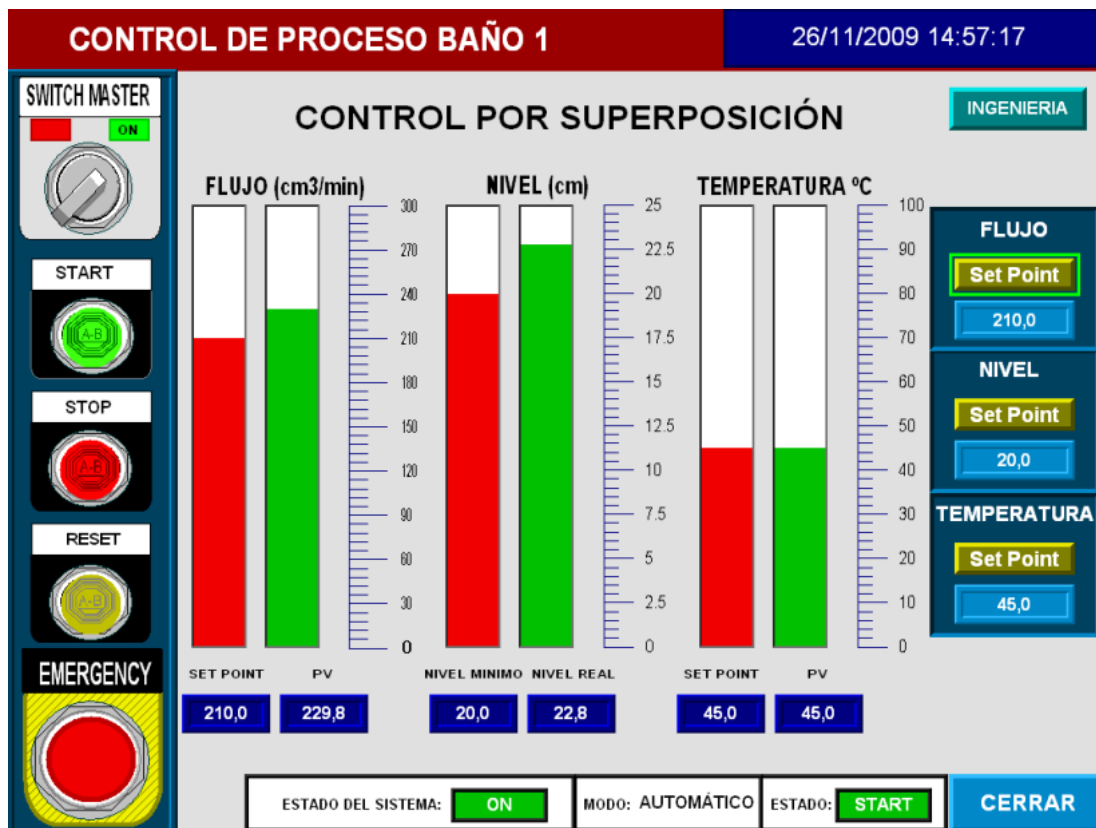 CONTROL DE PROCESO BAÑO 1
26/11/2009 14:57:17
SWITCH MASTER
ON
START
A-B
STOP
A-B
RESET
A-B
EMERGENCY
CONTROL POR SUPERPOSICIÓN
INGENIERIA
FLUJO (cm3/min)
300
270
240
210
180
150
120
90
60
30
0
SET POINT PV
210,0 229,8
NIVEL (cm)
25
22.5
20
17.5
15
12.5
10
7.5
5
2.5
0
NIVEL MINIMO NIVEL REAL
20,0 22,8
TEMPERATURA ºC
100
90
80
70
60
50
40
30
20
10
0
SET POINT PV
45,0 45,0
FLUJO
Set Point
210,0
NIVEL
Set Point
20,0
TEMPERATURA
Set Point
45,0
ESTADO DEL SISTEMA: ON
MODO: AUTOMÁTICO
ESTADO: START
CERRAR